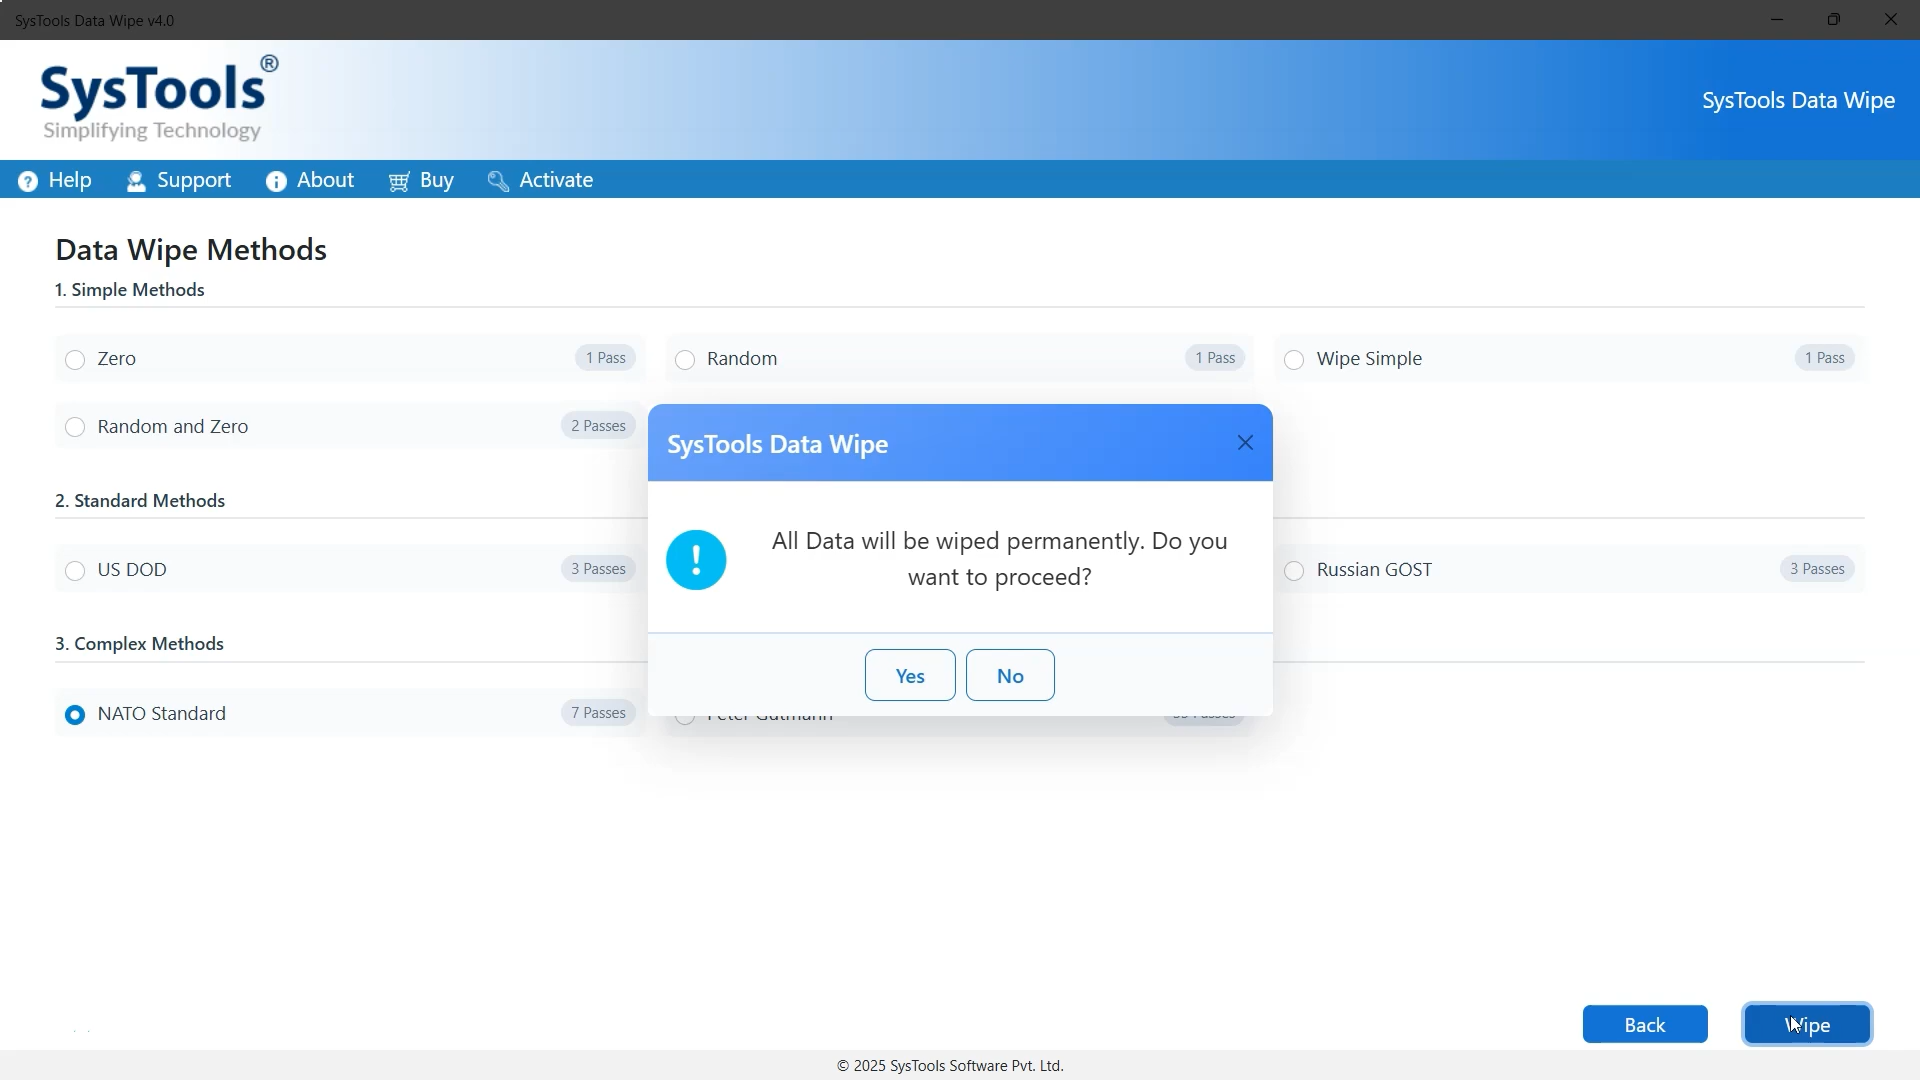 SysTools Data Wipe v4.0
SysTools®
Simplifying Technology
SysTools Data Wipe
Help Support About Buy Activate
Data Wipe Methods
1. Simple Methods
Zero 1 Pass Random 1 Pass Wipe Simple 1 Pass
Random and Zero 2 Passes
SysTools Data Wipe
2. Standard Methods
All Data will be wiped permanently. Do you
want to proceed?
US DOD 3 Passes Russian GOST 3 Passes
3. Complex Methods
Yes No
NATO Standard 7 Passes
Back Wipe
© 2025 SysTools Software Pvt. Ltd.